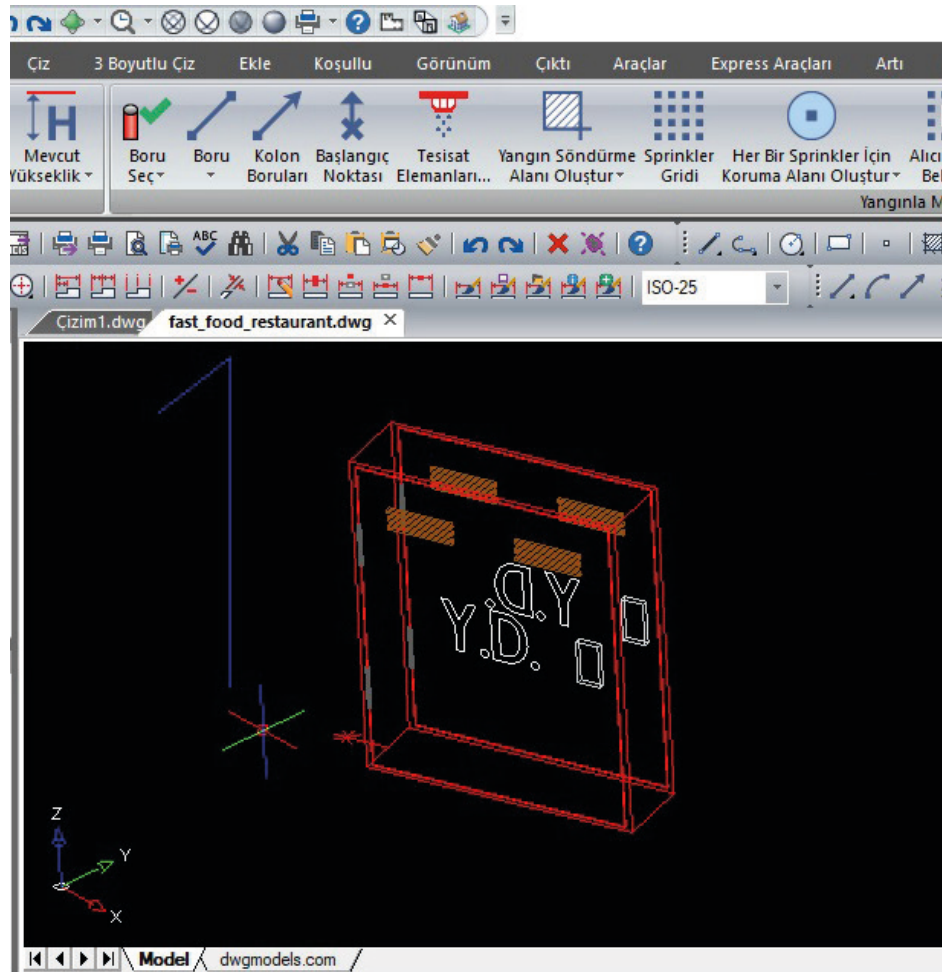 Çiz 3 Boyutlu Çiz Ekle Koşullu Görünüm Çıktı Araçlar Express Araçları Artı
H
Mevcut Boru Boru Kolon Başlangıç Tesisat Yangın Söndürme Sprinkler Her Bir Sprinkler İçin
Yükseklik Seç Boruları Noktası Elemanları... Alanı Oluştur Gridi Koruma Alanı Oluştur
Yangınla M
ABC
ISO-25
Çizim1.dwg fast_food_restaurant.dwg
Y.D.
Y.D.
Z
Y
X
Model dwgmodels.com